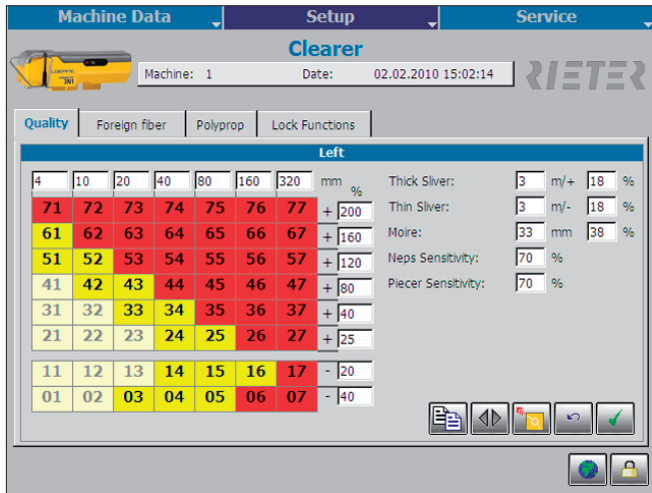 Machine Data Setup Service
Clearer
Machine: 1 Date: 02.02.2010 15:02:14
RIETER
Quality Foreign fiber Polyprop Lock Functions
Left
4 10 20 40 80 160 320 mm %
71 72 73 74 75 76 77 + 200
61 62 63 64 65 66 67 + 160
51 52 53 54 55 56 57 + 120
41 42 43 44 45 46 47 + 80
31 32 33 34 35 36 37 + 40
21 22 23 24 25 26 27 + 25
11 12 13 14 15 16 17 - 20
01 02 03 04 05 06 07 - 40
Thick Sliver: 3 m/+ 18 %
Thin Sliver: 3 m/- 18 %
Moire: 33 mm 38 %
Neps Sensitivity: 70 %
Piecer Sensitivity: 70 %